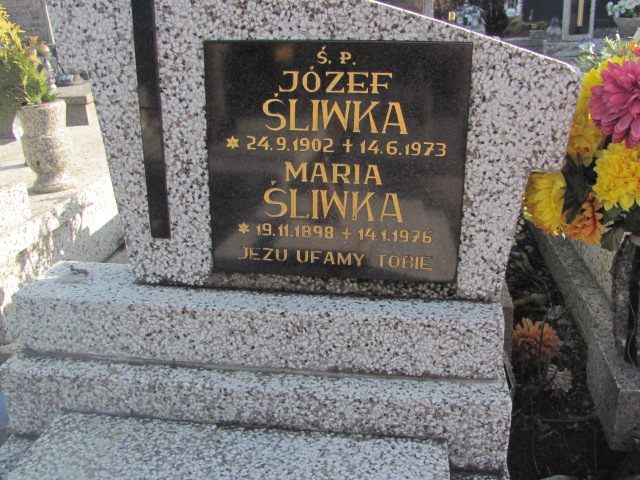 Ś. P.
JÓZEF
ŚLIWKA
* 24.9.1902 + 14.6.1973
MARIA
ŚLIWKA
* 19.11.1898 + 14.1.1976
JEZU UFAMY TOBIE